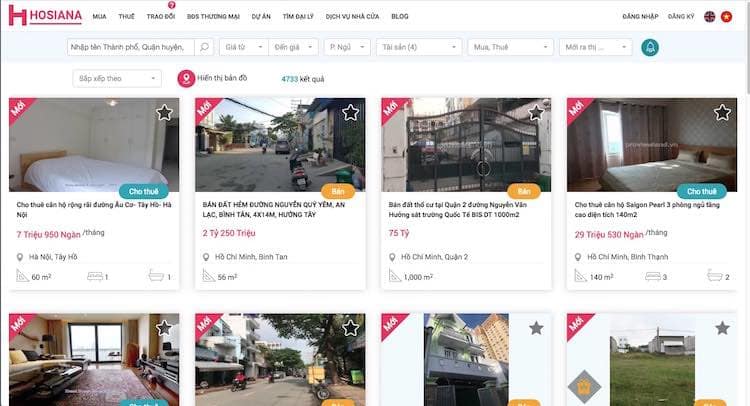 HOSIANA
MUA THUÊ TRAO ĐỔI ? BĐS THƯƠNG MẠI DỰ ÁN TÌM ĐẠI LÝ DỊCH VỤ NHÀ CỬA BLOG ĐĂNG NHẬP ĐĂNG KÝ
Nhập tên Thành phố, Quận huyện, Giá từ Đến giá P. Ngủ Tài sản (4) Mua, Thuê Mới ra thị ...
Sắp xếp theo Hiển thị bản đồ 4733 kết quả
Mới Mới Mới Mới
proviewland.vn
Cho thuê Bán Bán Cho thuê
Cho thuê căn hộ rộng rãi đường Âu Cơ- Tây Hồ- Hà
Nội
7 Triệu 950 Ngàn /tháng
Hà Nội, Tây Hồ
60 m² 1 1
BÁN ĐẤT HẺM ĐƯỜNG NGUYỄN QUÝ YÊM, AN
LẠC, BÌNH TÂN, 4X14M, HƯỚNG TÂY
2 Tỷ 250 Triệu
Hồ Chí Minh, Bình Tân
56 m²
Bán đất thổ cư tại Quận 2 đường Nguyễn Văn
Hưởng sát trường Quốc Tế BIS DT 1000m2
75 Tỷ
Hồ Chí Minh, Quận 2
1,000 m²
Cho thuê căn hộ Saigon Pearl 3 phòng ngủ tầng
cao diện tích 140m2
29 Triệu 530 Ngàn /tháng
Hồ Chí Minh, Bình Thạnh
140 m² 3 2
Mới Mới Mới Mới
Cho thuê Bán Bán Bán